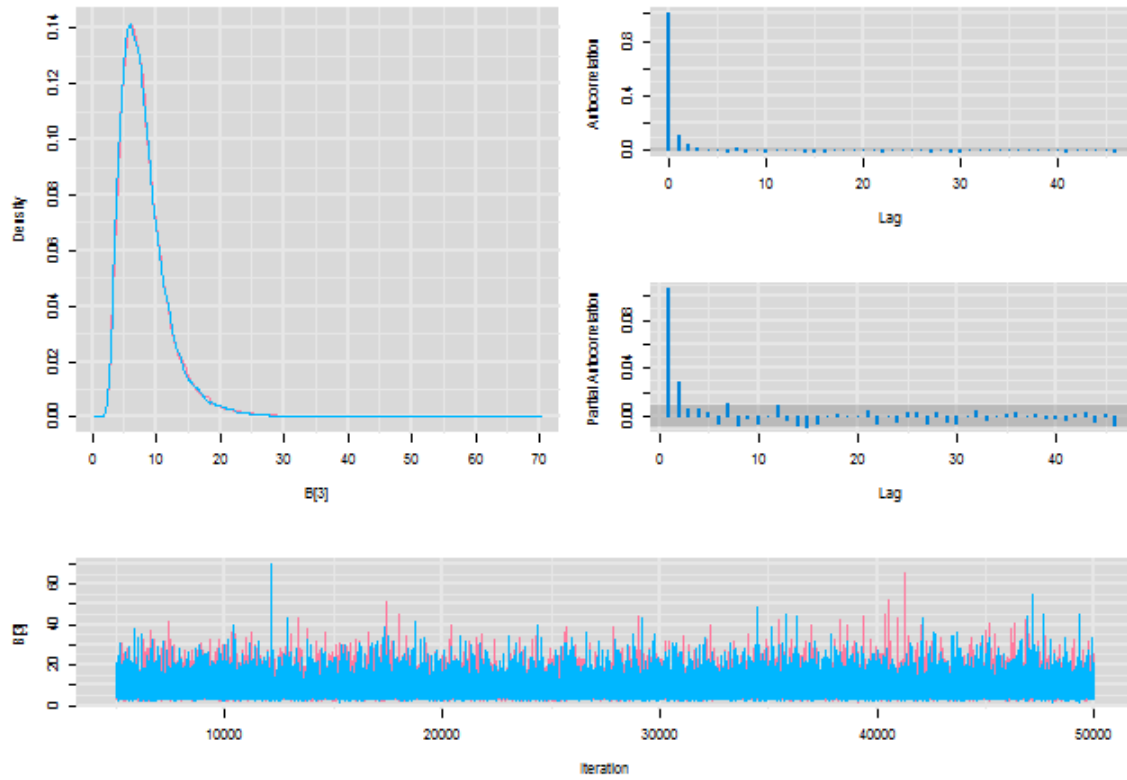 Density
0.00 0.02 0.04 0.06 0.08 0.10 0.12 0.14
0 10 20 30 40 50 60 70
B[3]
Autocorrelation
0.0 0.4 0.8
0 10 20 30 40
Lag
Partial Autocorrelation
0.00 0.04 0.08
0 10 20 30 40
Lag
B[3]
0 20 40 60
10000 20000 30000 40000 50000
Iteration